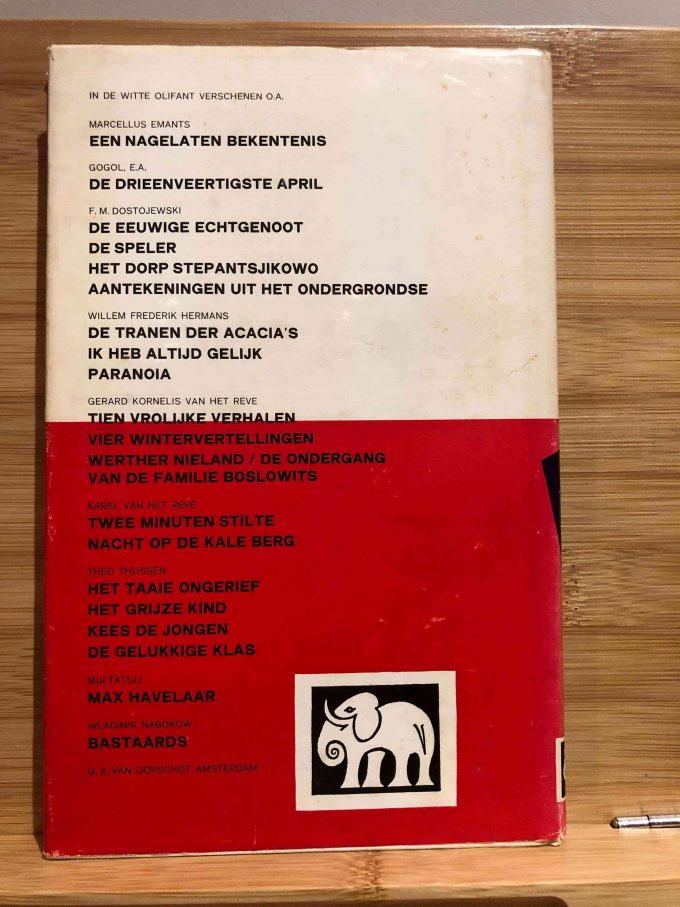 IN DE WITTE OLIFANT VERSCHENEN O.A.
MARCELLUS EMANTS
EEN NAGELATEN BEKENTENIS
GOGOL, E.A.
DE DRIEENVEERTIGSTE APRIL
F. M. DOSTOJEWSKI
DE EEUWIGE ECHTGENOOT
DE SPELER
HET DORP STEPANTSJIKOWO
AANTEKENINGEN UIT HET ONDERGRONDSE
WILLEM FREDERIK HERMANS
DE TRANEN DER ACACIA'S
IK HEB ALTIJD GELIJK
PARANOIA
GERARD KORNELIS VAN HET REVE
TIEN VROLIJKE VERHALEN
VIER WINTERVERTELLINGEN
WERTHER NIELAND / DE ONDERGANG
VAN DE FAMILIE BOSLOWITS
KAREL VAN HET REVE
TWEE MINUTEN STILTE
NACHT OP DE KALE BERG
THEO THIJSSEN
HET TAAIE ONGERIEF
HET GRIJZE KIND
KEES DE JONGEN
DE GELUKKIGE KLAS
MULTATULI
MAX HAVELAAR
WLADIMIR NABOKOW
BASTAARDS
G. A. VAN OORSCHOT AMSTERDAM